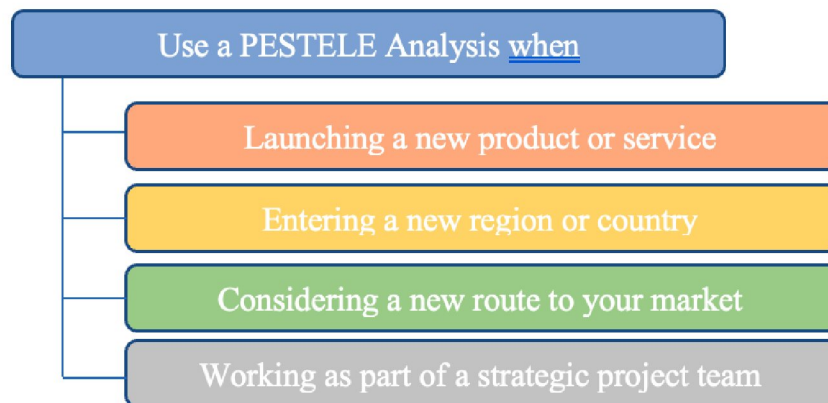 Use a PESTELE Analysis when
Launching a new product or service
Entering a new region or country
Considering a new route to your market
Working as part of a strategic project team